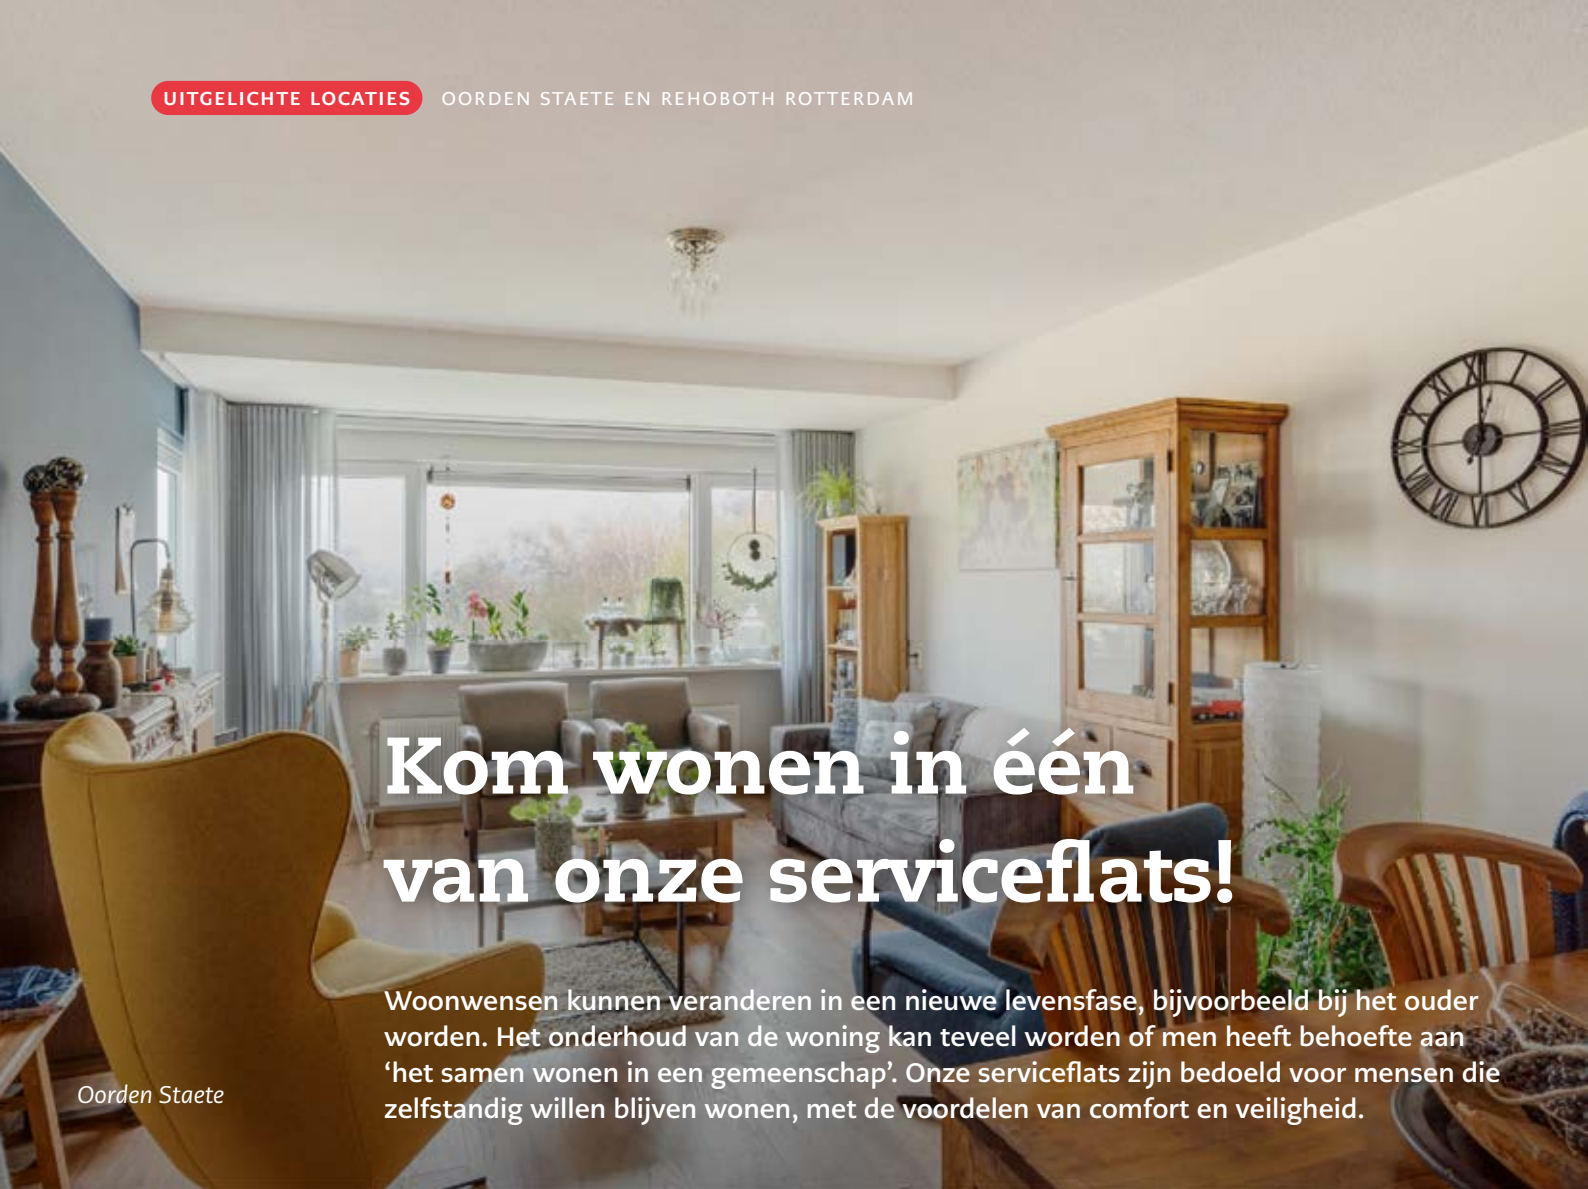 UITGELICHTE LOCATIES OORDEN STAETE EN REHOBOTH ROTTERDAM
Kom wonen in één
van onze serviceflats!
Woonwensen kunnen veranderen in een nieuwe levensfase, bijvoorbeeld bij het ouder
worden. Het onderhoud van de woning kan teveel worden of men heeft behoefte aan
‘het samen wonen in een gemeenschap’. Onze serviceflats zijn bedoeld voor mensen die
zelfstandig willen blijven wonen, met de voordelen van comfort en veiligheid.
Oorden Staete